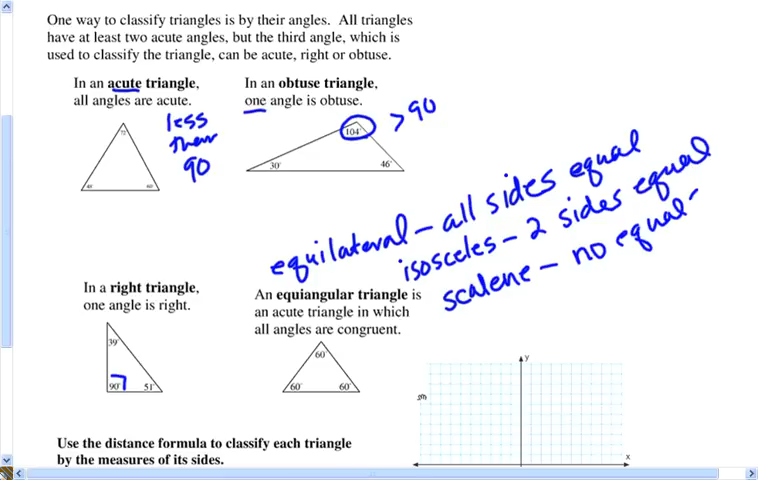 One way to classify triangles is by their angles. All triangles
have at least two acute angles, but the third angle, which is
used to classify the triangle, can be acute, right or obtuse.
In an acute triangle,
all angles are acute.
less
than
90
72°
60°
In an obtuse triangle,
one angle is obtuse.
> 90
104°
30°
46°
equilateral - all sides equal
isosceles - 2 sides equal
scalene - no equal
In a right triangle,
one angle is right.
39°
90°
51°
An equiangular triangle is
an acute triangle in which
all angles are congruent.
60°
60°
60°
y
x
Use the distance formula to classify each triangle
by the measures of its sides.